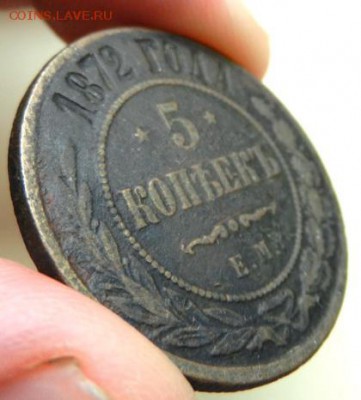 COINS.LAVE.RU
1872 ГОДА
5
КОПѢЕКЪ
Е.М.